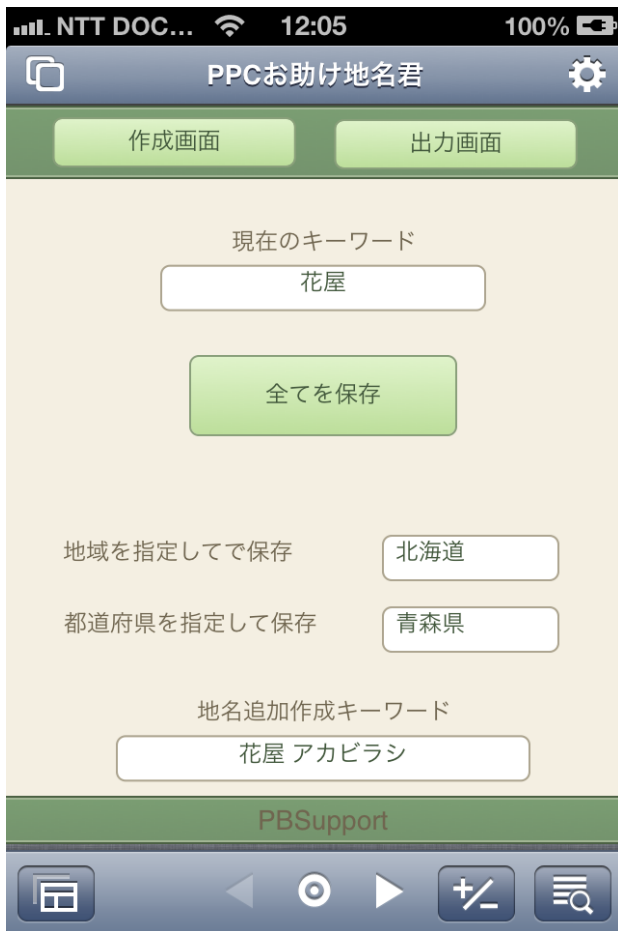 NTT DOC... 12:05 100%
PPCお助け地名君
作成画面 出力画面
現在のキーワード
花屋
全てを保存
地域を指定してで保存 北海道
都道府県を指定して保存 青森県
地名追加作成キーワード
花屋 アカビラシ
PBSupport